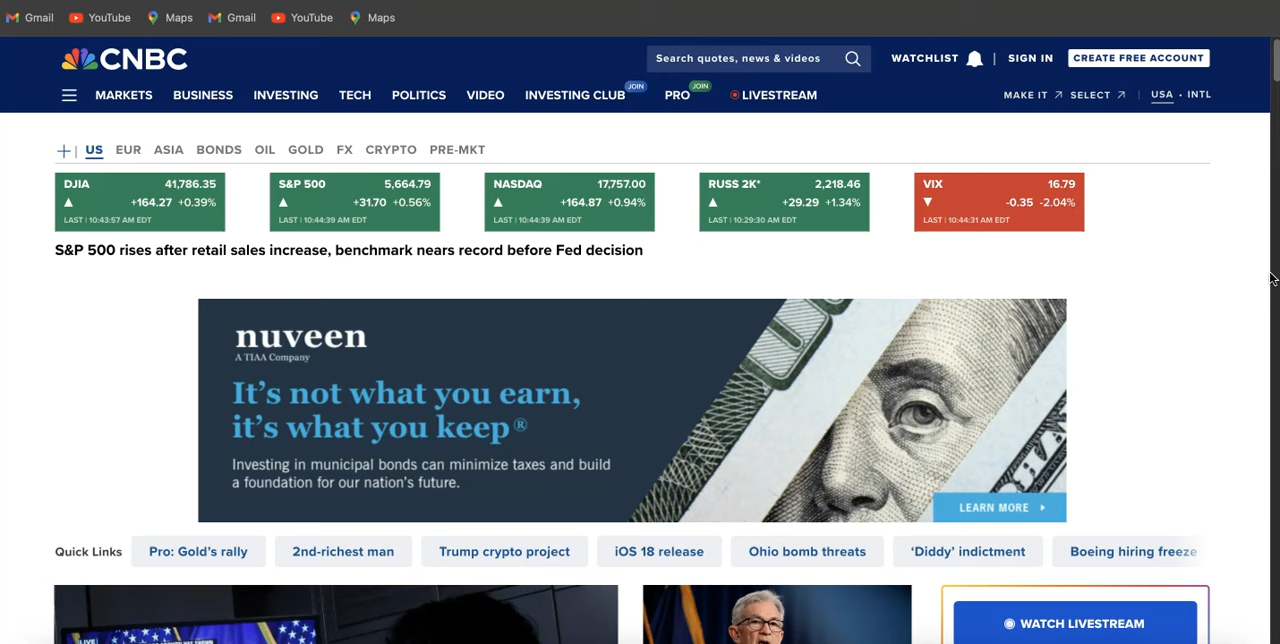 Gmail YouTube Maps Gmail YouTube Maps
CNBC Search quotes, news & videos WATCHLIST | SIGN IN CREATE FREE ACCOUNT
MARKETS BUSINESS INVESTING TECH POLITICS VIDEO INVESTING CLUB JOIN PRO JOIN LIVESTREAM MAKE IT SELECT | USA • INTL
US EUR ASIA BONDS OIL GOLD FX CRYPTO PRE-MKT
DJIA 41,786.35
+164.27 +0.39%
LAST | 10:43:57 AM EDT
S&P 500 5,664.79
+31.70 +0.56%
LAST | 10:44:39 AM EDT
NASDAQ 17,757.00
+164.87 +0.94%
LAST | 10:44:39 AM EDT
RUSS 2K* 2,218.46
+29.29 +1.34%
LAST | 10:29:30 AM EDT
VIX 16.79
-0.35 -2.04%
LAST | 10:44:31 AM EDT
S&P 500 rises after retail sales increase, benchmark nears record before Fed decision
nuveen
A TIAA Company
It's not what you earn,
it's what you keep®
Investing in municipal bonds can minimize taxes and build
a foundation for our nation's future.
LEARN MORE
Quick Links Pro: Gold's rally 2nd-richest man Trump crypto project iOS 18 release Ohio bomb threats 'Diddy' indictment Boeing hiring freeze
LIVE
WATCH LIVESTREAM